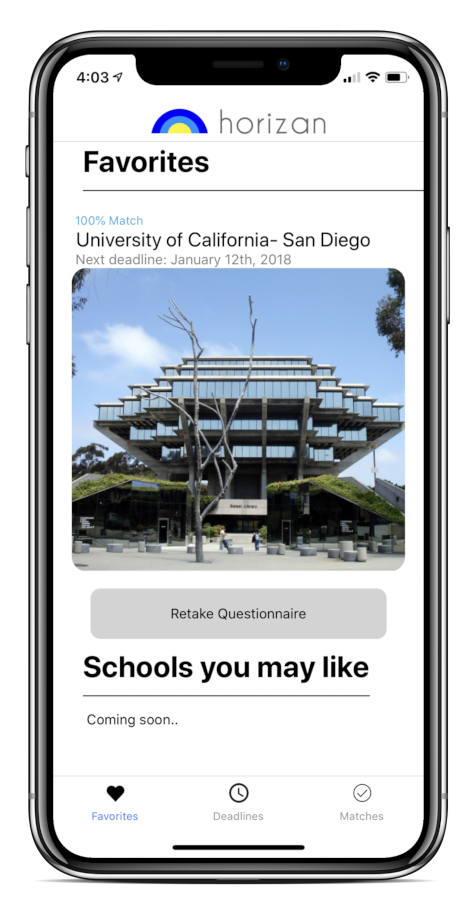 4:03
horizan
Favorites
100% Match
University of California- San Diego
Next deadline: January 12th, 2018
Geisel Library
Retake Questionnaire
Schools you may like
Coming soon..
Favorites
Deadlines
Matches